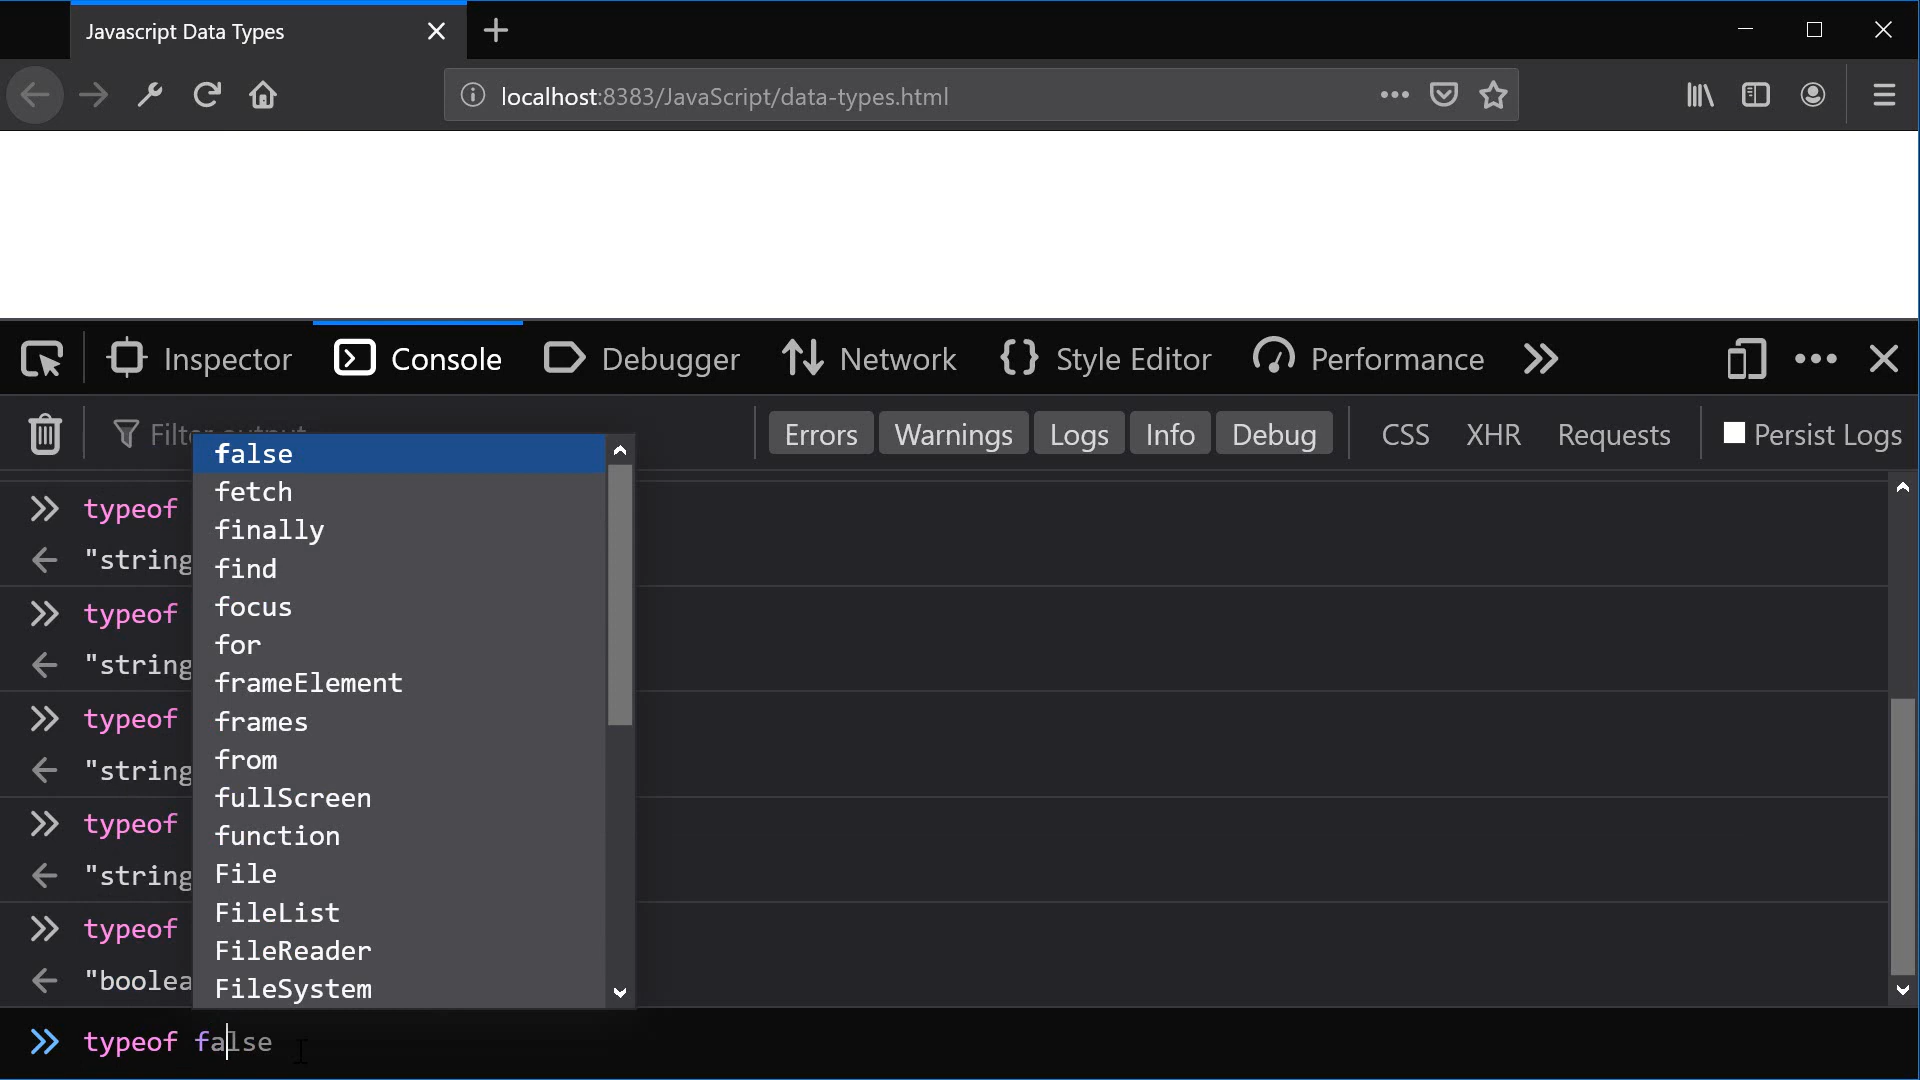 Javascript Data Types
localhost:8383/JavaScript/data-types.html
Inspector Console Debugger Network Style Editor Performance
Errors Warnings Logs Info Debug CSS XHR Requests Persist Logs
false
fetch
finally
find
focus
for
frameElement
frames
from
fullScreen
function
File
FileList
FileReader
FileSystem
typeof
"string
typeof
"string
typeof
"string
typeof
"string
typeof
"boolea
typeof false